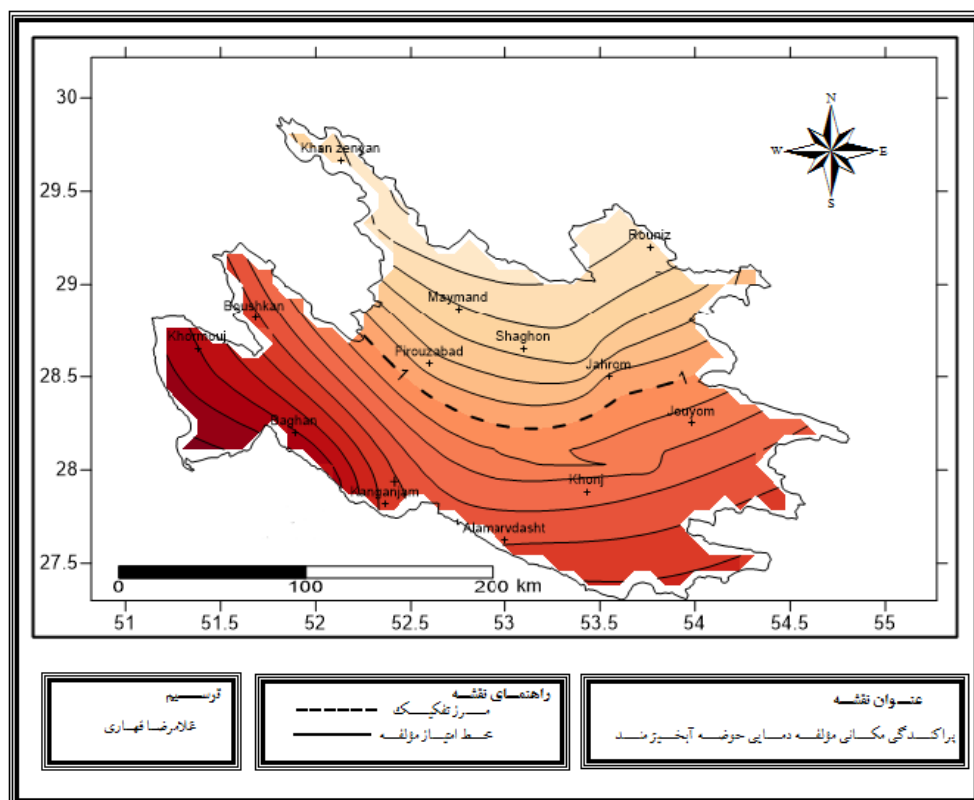 N
W
E
S
30
29.5
29
28.5
28
27.5
Khan zenyan
Rouniz
Maymand
Boushkan
Shaghon
Khormouj
Pirouzabad
Jahrom
1
1
Jouyom
Baghan
Khonj
Kanganjam
Alamarvdasht
0
100
200 km
51
51.5
52
52.5
53
53.5
54
54.5
55
عنوان نقشه
پراکندگی مکانی مؤلفه دمایی حوضه آبخیز مند
راهنمای نقشه
مرز تفکیک
خط امتیاز مؤلفه
ترسیم
غلامرضا قهاری